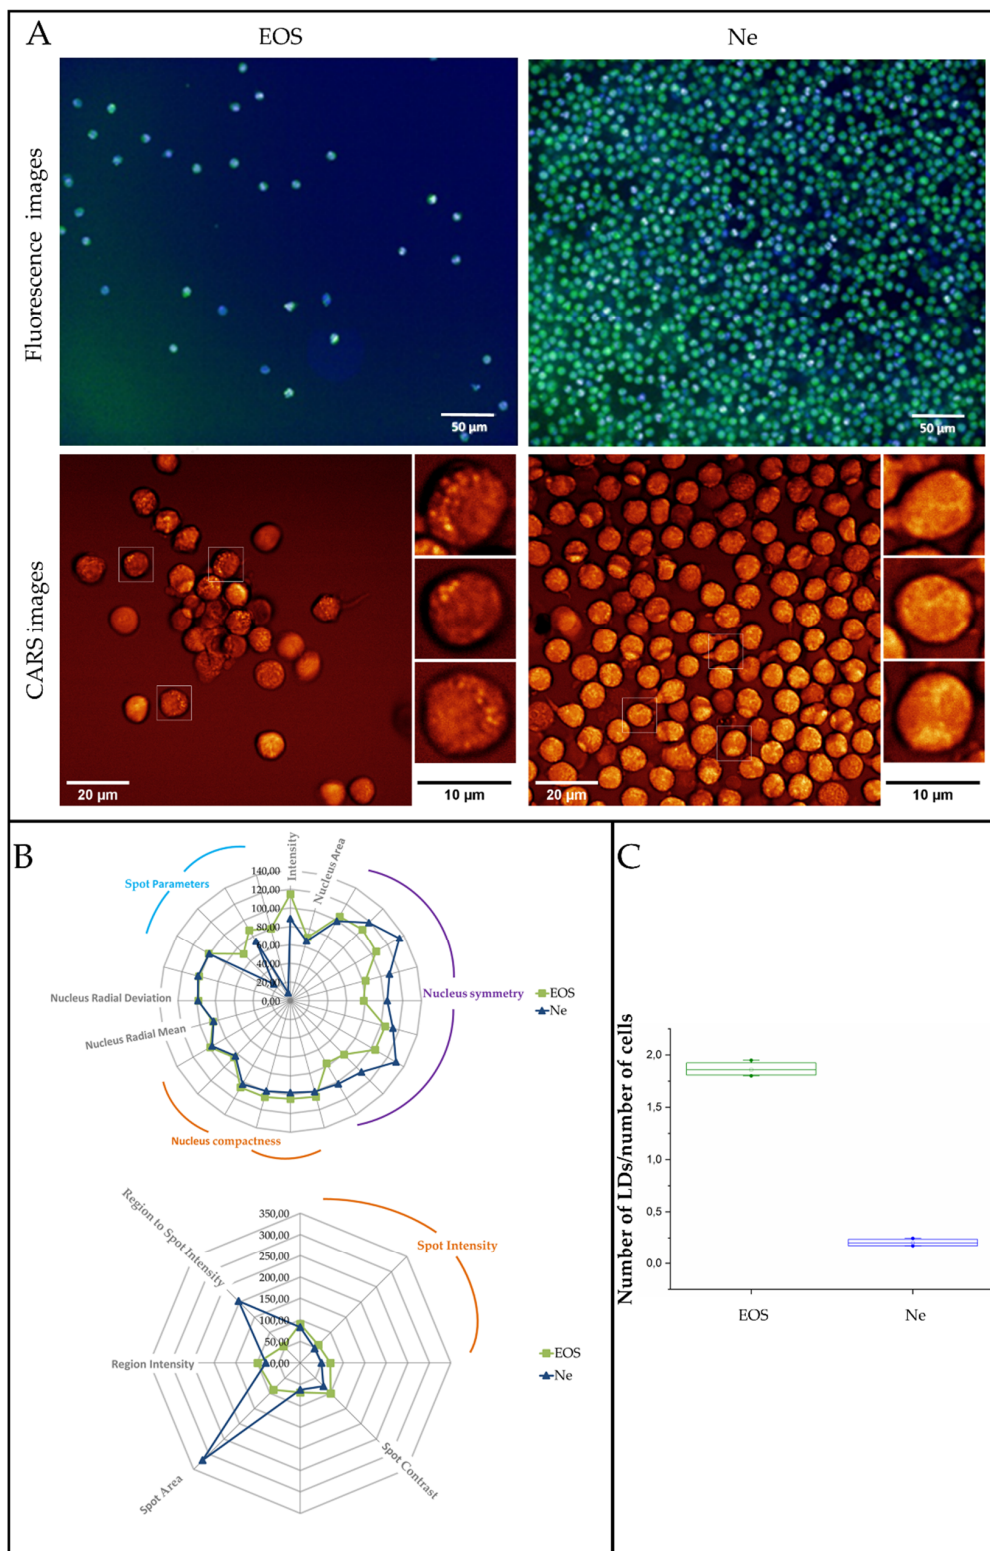 A
EOS
Ne
Fluorescence images
50 µm
50 µm
CARS images
20 µm
10 µm
20 µm
10 µm
B
Spot Parameters
Intensity
Nucleus Area
140,00
120,00
100,00
80,00
60,00
40,00
20,00
0,00
Nucleus symmetry
EOS
Ne
Nucleus Radial Deviation
Nucleus Radial Mean
Nucleus compactness
Region to Spot Intensity
350,00
300,00
250,00
200,00
150,00
100,00
50,00
0,00
Spot Intensity
EOS
Ne
Region Intensity
Spot Area
Spot Contrast
C
Number of LDs/number of cells
2.0
1.5
1,0
0,5
0,0
EOS
Ne